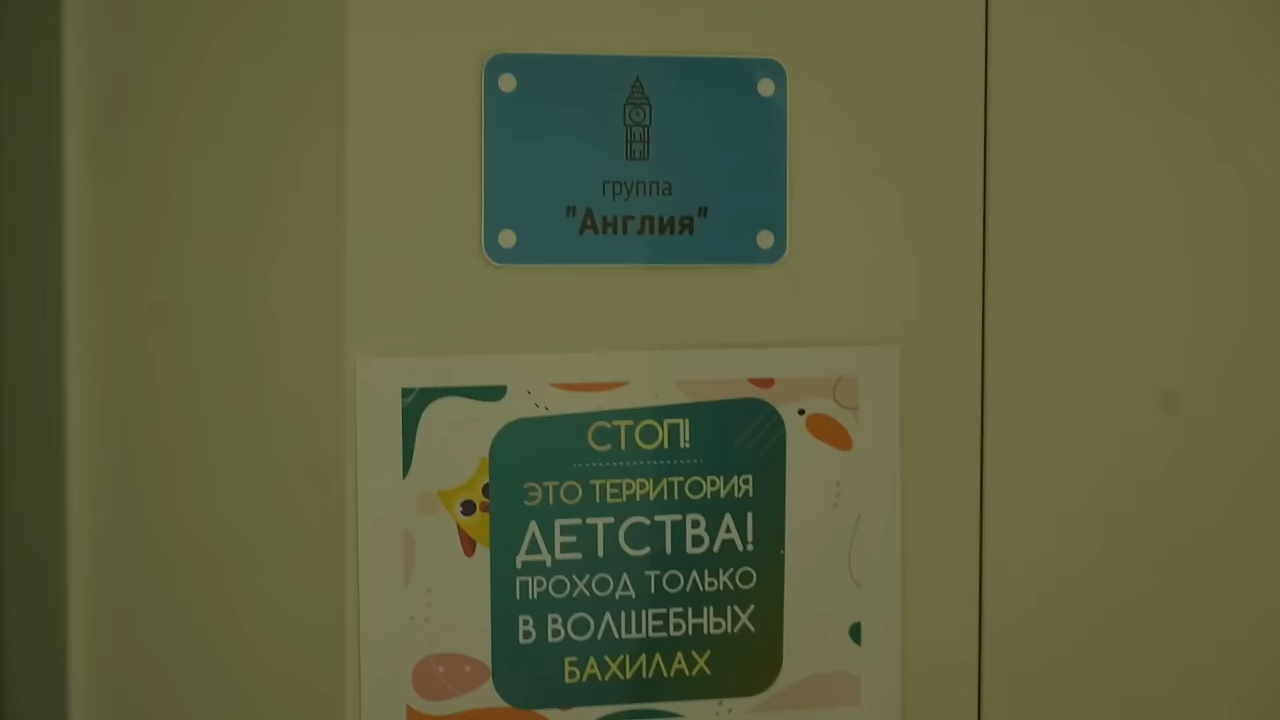 группа
"Англия"
СТОП!
ЭТО ТЕРРИТОРИЯ
ДЕТСТВА!
ПРОХОД ТОЛЬКО
В ВОЛШЕБНЫХ
БАХИЛАХ